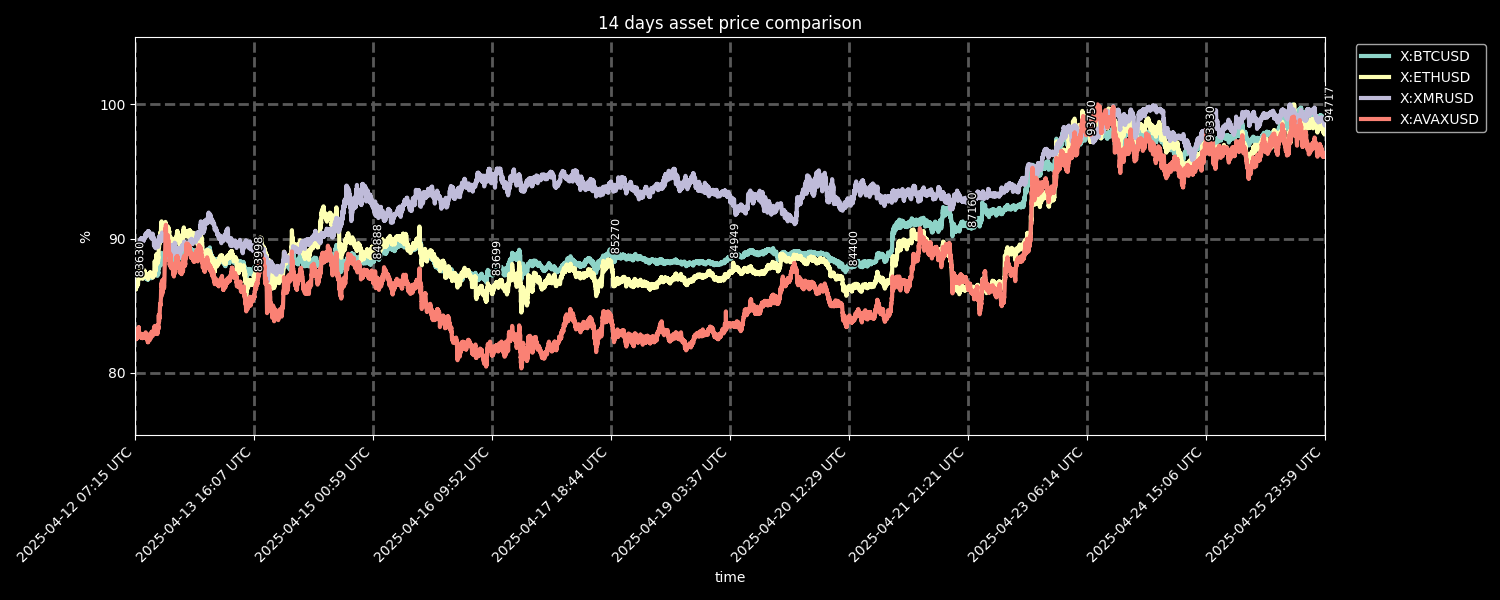 14 days asset price comparison
X:BTCUSD
X:ETHUSD
X:XMRUSD
X:AVAXUSD
100
90
80
%
83630
83998
84888
83699
85270
84949
84400
87160
93750
93330
94717
2025-04-12 07:15 UTC
2025-04-13 16:07 UTC
2025-04-15 00:59 UTC
2025-04-16 09:52 UTC
2025-04-17 18:44 UTC
2025-04-19 03:37 UTC
2025-04-20 12:29 UTC
2025-04-21 21:21 UTC
2025-04-23 06:14 UTC
2025-04-24 15:06 UTC
2025-04-25 23:59 UTC
time